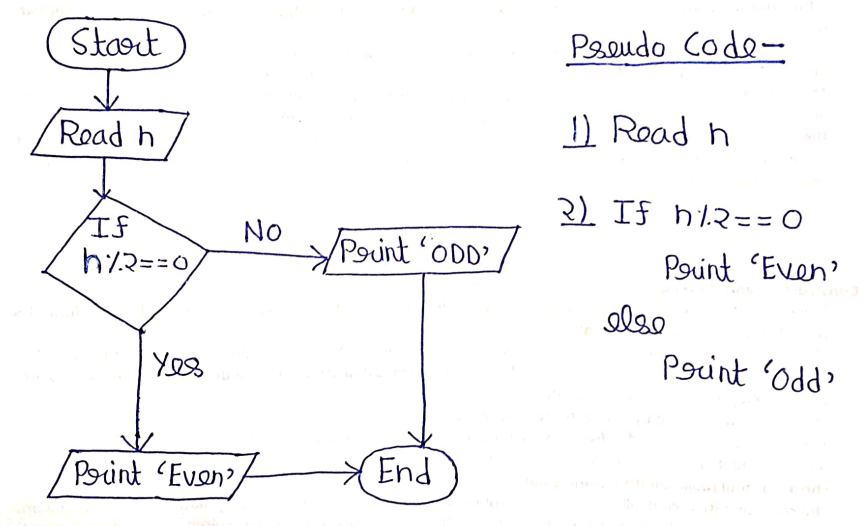 Start
Read n
If
n%2==0
No
Print 'ODD'
Yes
Print 'Even'
End
Pseudo Code-
1) Read n
2) If n%2==0
Print 'Even'
else
Print 'Odd'